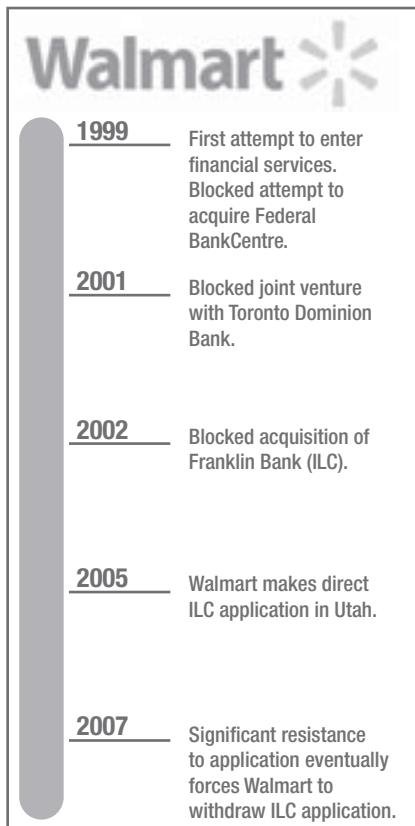 Walmart
1999
First attempt to enter
financial services.
Blocked attempt to
acquire Federal
BankCentre.
2001
Blocked joint venture
with Toronto Dominion
Bank.
2002
Blocked acquisition of
Franklin Bank (ILC).
2005
Walmart makes direct
ILC application in Utah.
2007
Significant resistance
to application eventually
forces Walmart to
withdraw ILC application.